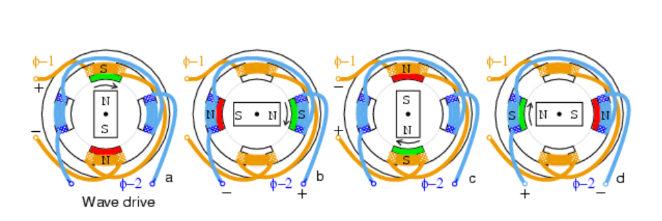 ϕ-1 ϕ-1 ϕ-1 ϕ-1
S N
+ - +
N S N S N S N S N S
- +
N S
ϕ-2 a ϕ-2 b ϕ-2 c ϕ-2 d
- + + -
Wave drive